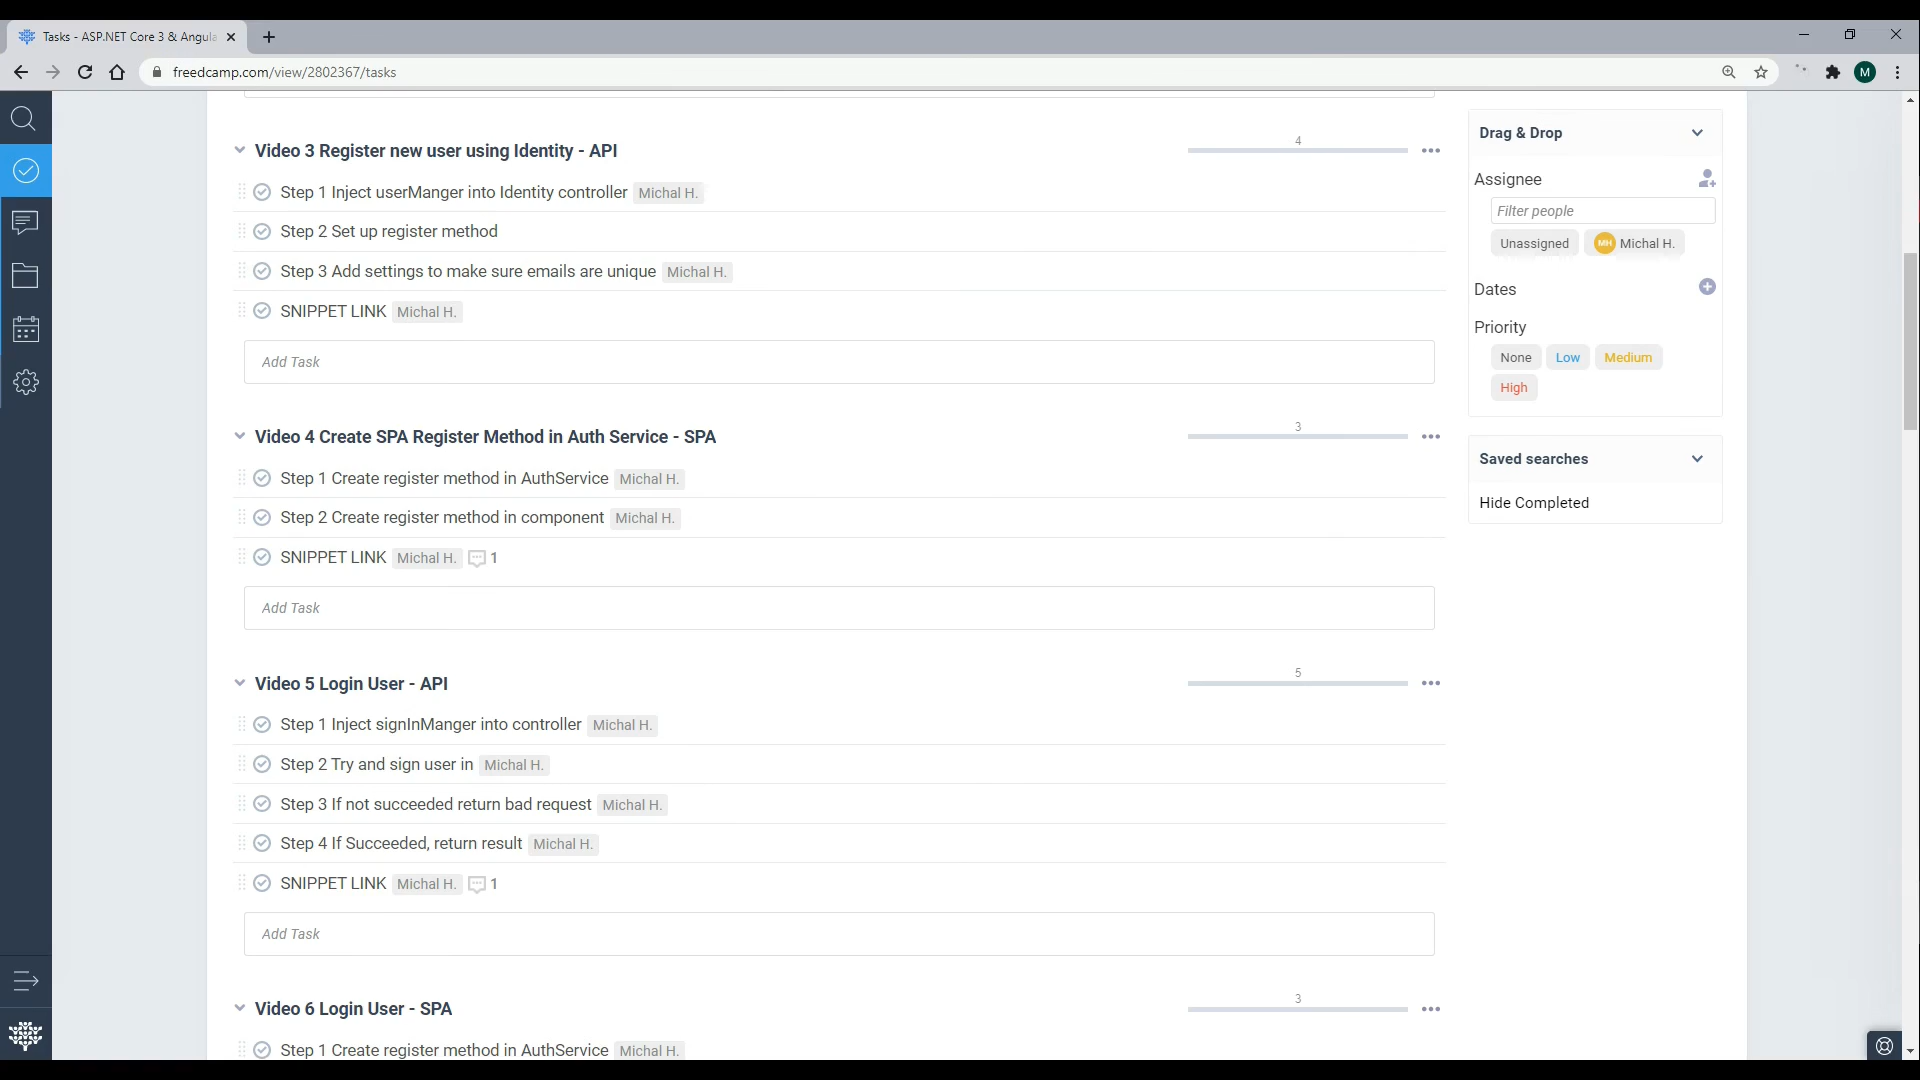 Tasks - ASP.NET Core 3 & Angula
freedcamp.com/view/2802367/tasks
M
Video 3 Register new user using Identity - API
4
Step 1 Inject userManger into Identity controller Michal H.
Step 2 Set up register method
Step 3 Add settings to make sure emails are unique Michal H.
SNIPPET LINK Michal H.
Add Task
Video 4 Create SPA Register Method in Auth Service - SPA
3
Step 1 Create register method in AuthService Michal H.
Step 2 Create register method in component Michal H.
SNIPPET LINK Michal H. 1
Add Task
Video 5 Login User - API
5
Step 1 Inject signInManger into controller Michal H.
Step 2 Try and sign user in Michal H.
Step 3 If not succeeded return bad request Michal H.
Step 4 If Succeeded, return result Michal H.
SNIPPET LINK Michal H. 1
Add Task
Video 6 Login User - SPA
3
Step 1 Create register method in AuthService Michal H.
Drag & Drop
Assignee
Filter people
Unassigned MH Michal H.
Dates
Priority
None Low Medium
High
Saved searches
Hide Completed